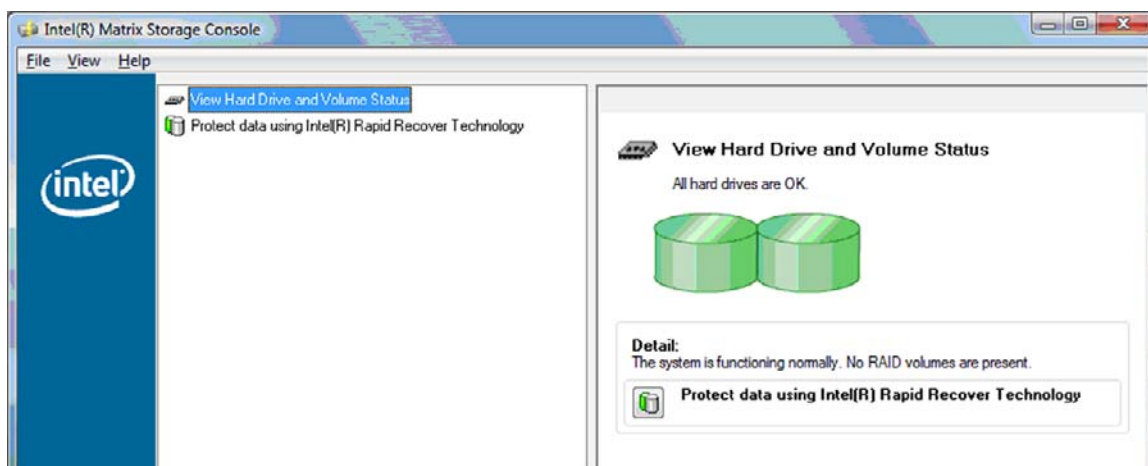 Intel(R) Matrix Storage Console
File View Help
View Hard Drive and Volume Status
Protect data using Intel(R) Rapid Recover Technology
intel
View Hard Drive and Volume Status
All hard drives are OK.
Detail:
The system is functioning normally. No RAID volumes are present.
Protect data using Intel(R) Rapid Recover Technology